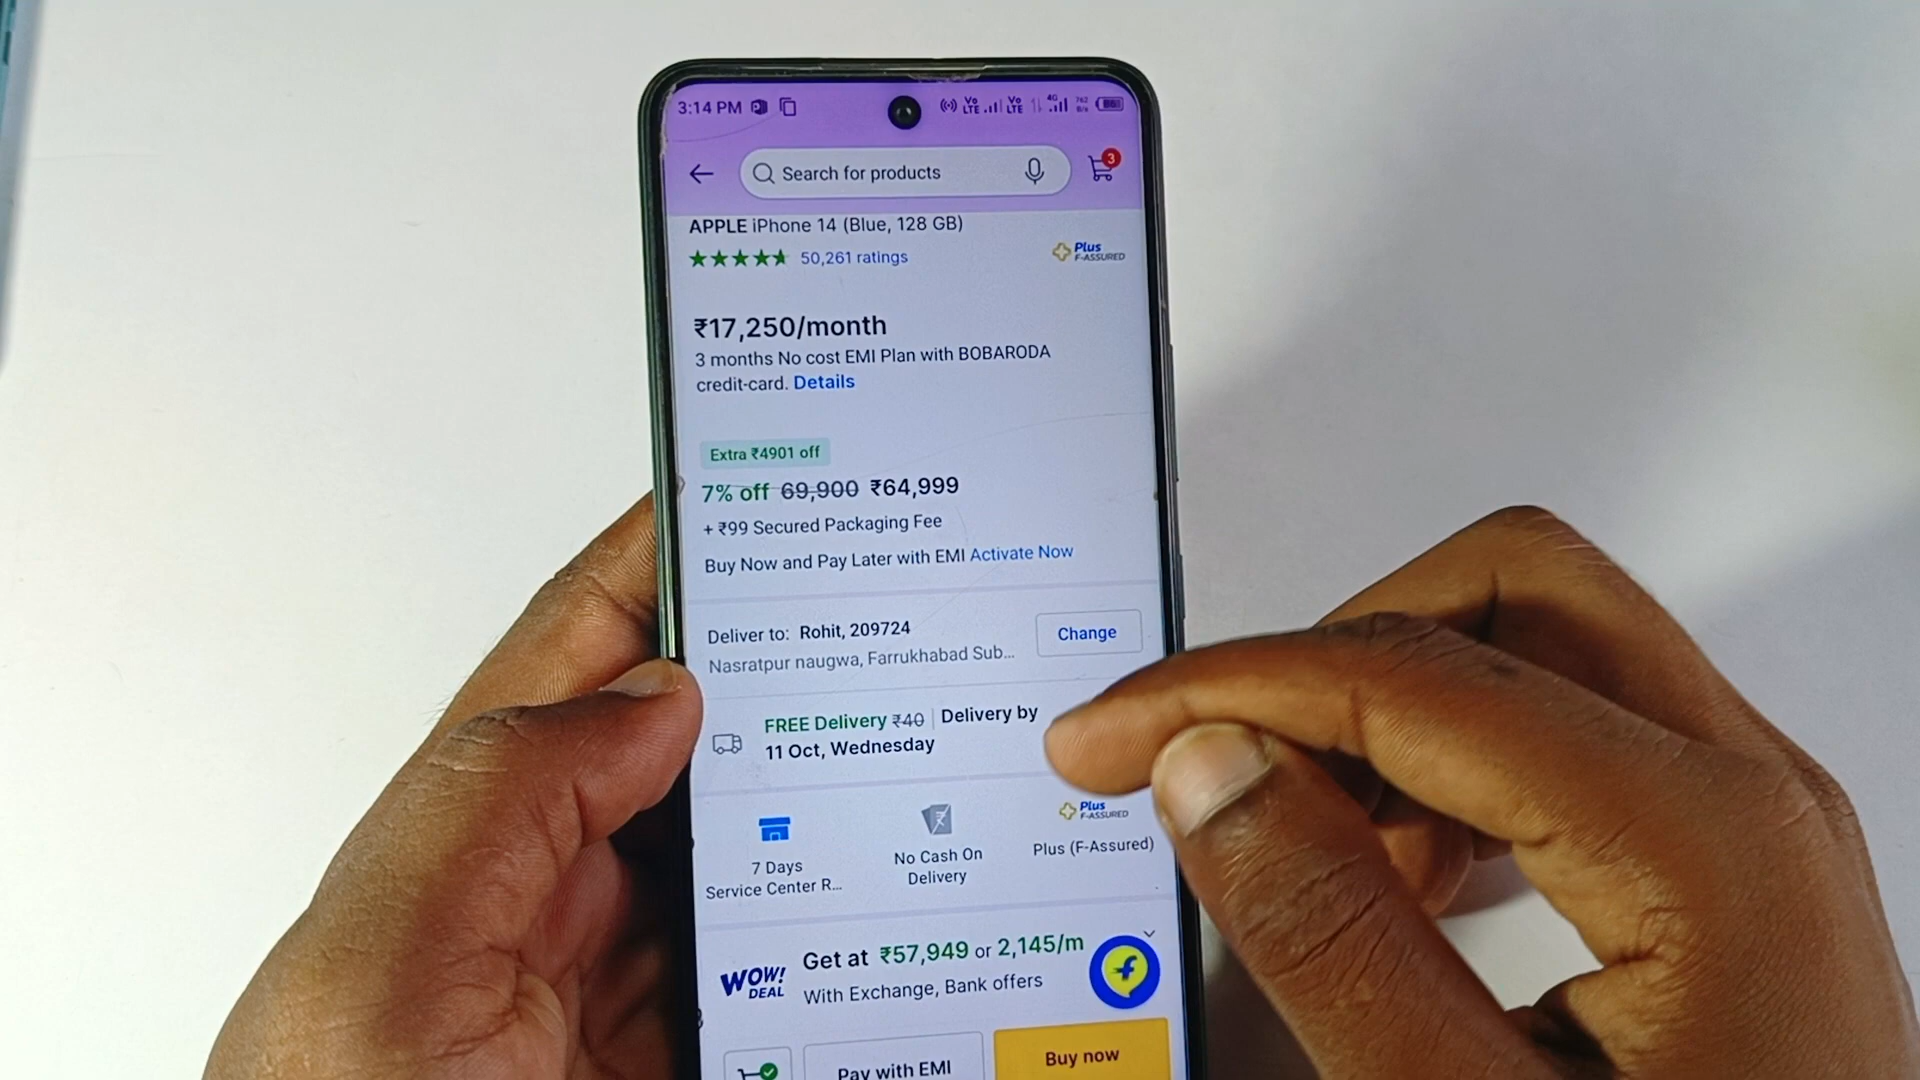 3:14 PM
Vo LTE Vo LTE 4G
Search for products
3
APPLE iPhone 14 (Blue, 128 GB)
50,261 ratings
Plus
F-ASSURED
₹17,250/month
3 months No cost EMI Plan with BOBARODA
credit-card. Details
Extra ₹4901 off
7% off 69,900 ₹64,999
+ ₹99 Secured Packaging Fee
Buy Now and Pay Later with EMI Activate Now
Deliver to: Rohit, 209724
Nasratpur naugwa, Farrukhabad Sub...
Change
FREE Delivery ₹40 | Delivery by
11 Oct, Wednesday
7 Days
Service Center R...
No Cash On
Delivery
Plus
F-ASSURED
Plus (F-Assured)
WOW!
DEAL
Get at ₹57,949 or 2,145/m
With Exchange, Bank offers
f
Pay with EMI
Buy now